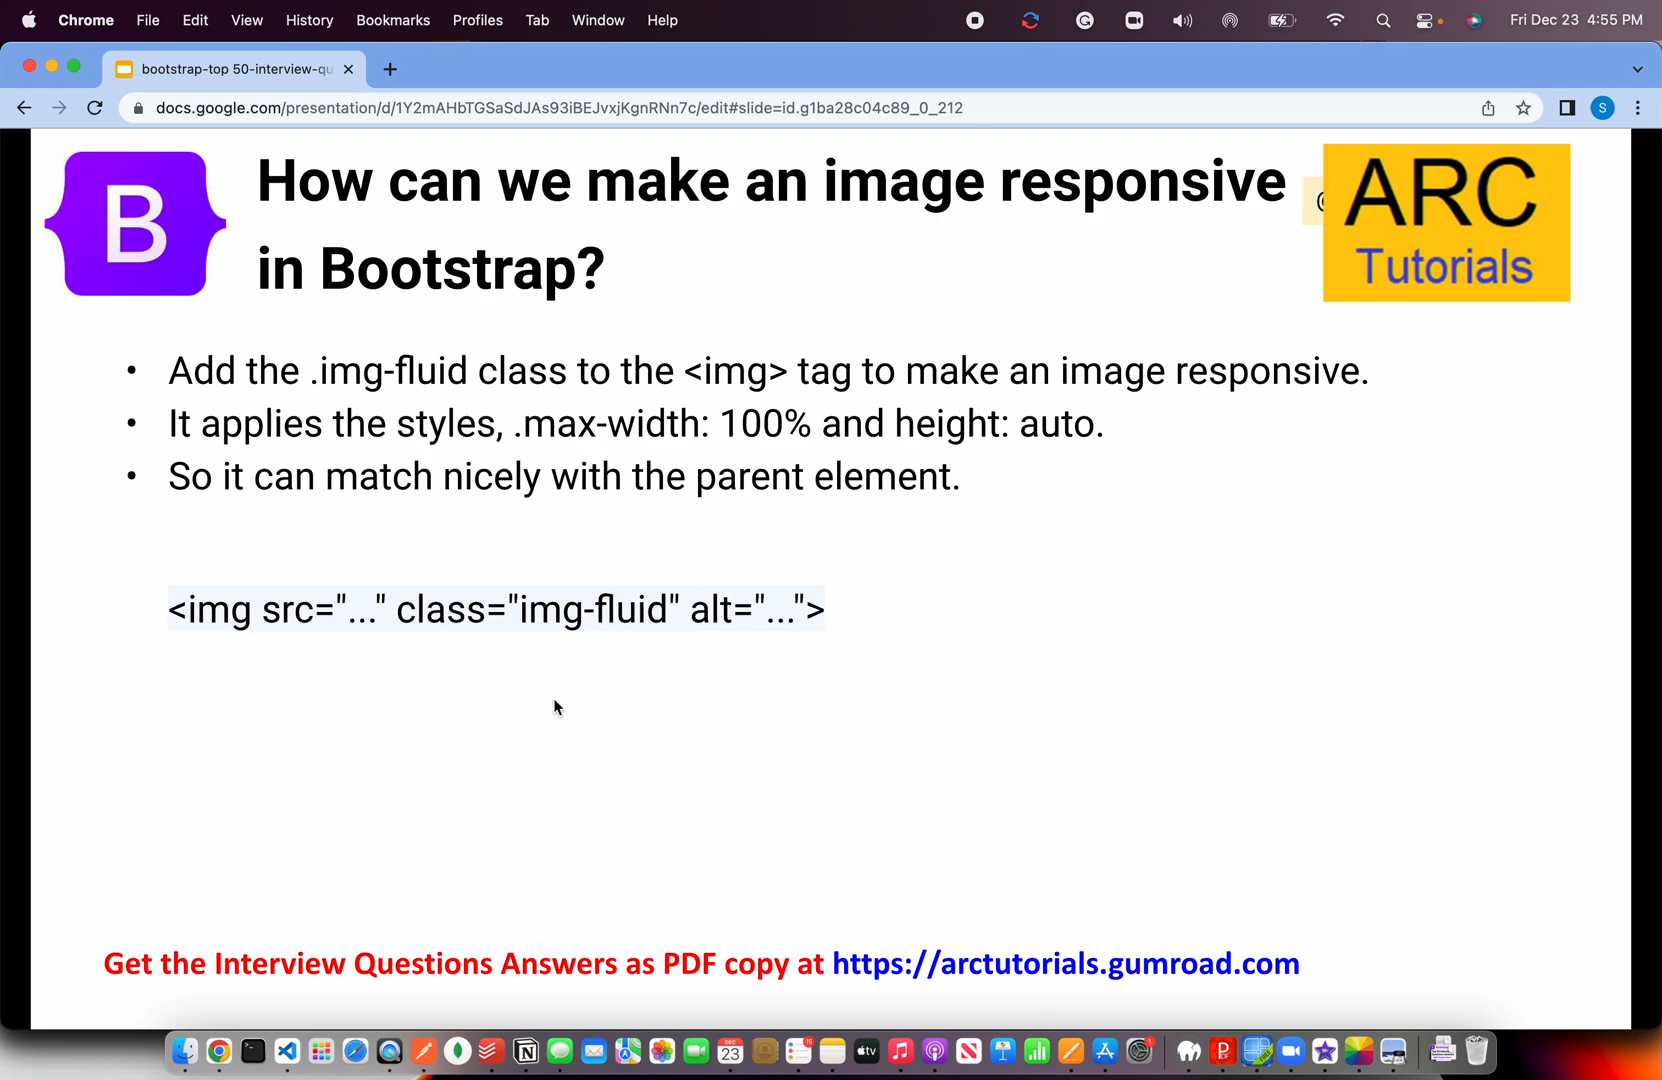 Chrome File Edit View History Bookmarks Profiles Tab Window Help Fri Dec 23 4:55 PM
bootstrap-top 50-interview-qu
docs.google.com/presentation/d/1Y2mAHbTGSaSdJAs93iBEJvxjKgnRNn7c/edit#slide=id.g1ba28c04c89_0_212 S
B
How can we make an image responsive
in Bootstrap?
ARC
Tutorials
• Add the .img-fluid class to the <img> tag to make an image responsive.
• It applies the styles, .max-width: 100% and height: auto.
• So it can match nicely with the parent element.
<img src="..." class="img-fluid" alt="...">
Get the Interview Questions Answers as PDF copy at https://arctutorials.gumroad.com
DEC
23
tv